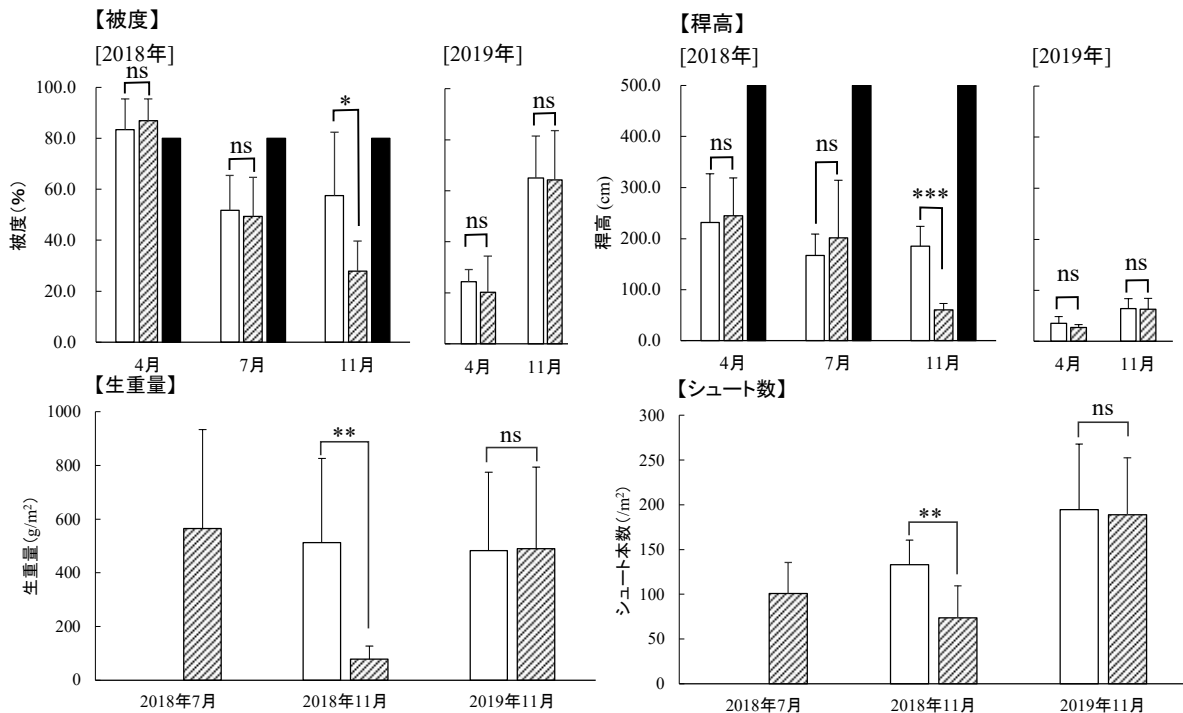 【被度】
[2018年]
[2019年]
被度(%)
100.0
80.0
60.0
40.0
20.0
0.0
ns
ns
*
ns
ns
4月
7月
11月
4月
11月
【稈高】
[2018年]
[2019年]
稈高 (cm)
500.0
400.0
300.0
200.0
100.0
0.0
ns
ns
***
ns
ns
4月
7月
11月
4月
11月
【生重量】
生重量(g/m²)
1000
800
600
400
200
0
**
ns
2018年7月
2018年11月
2019年11月
【シュート数】
シュート本数(/m²)
300
250
200
150
100
50
0
**
ns
2018年7月
2018年11月
2019年11月